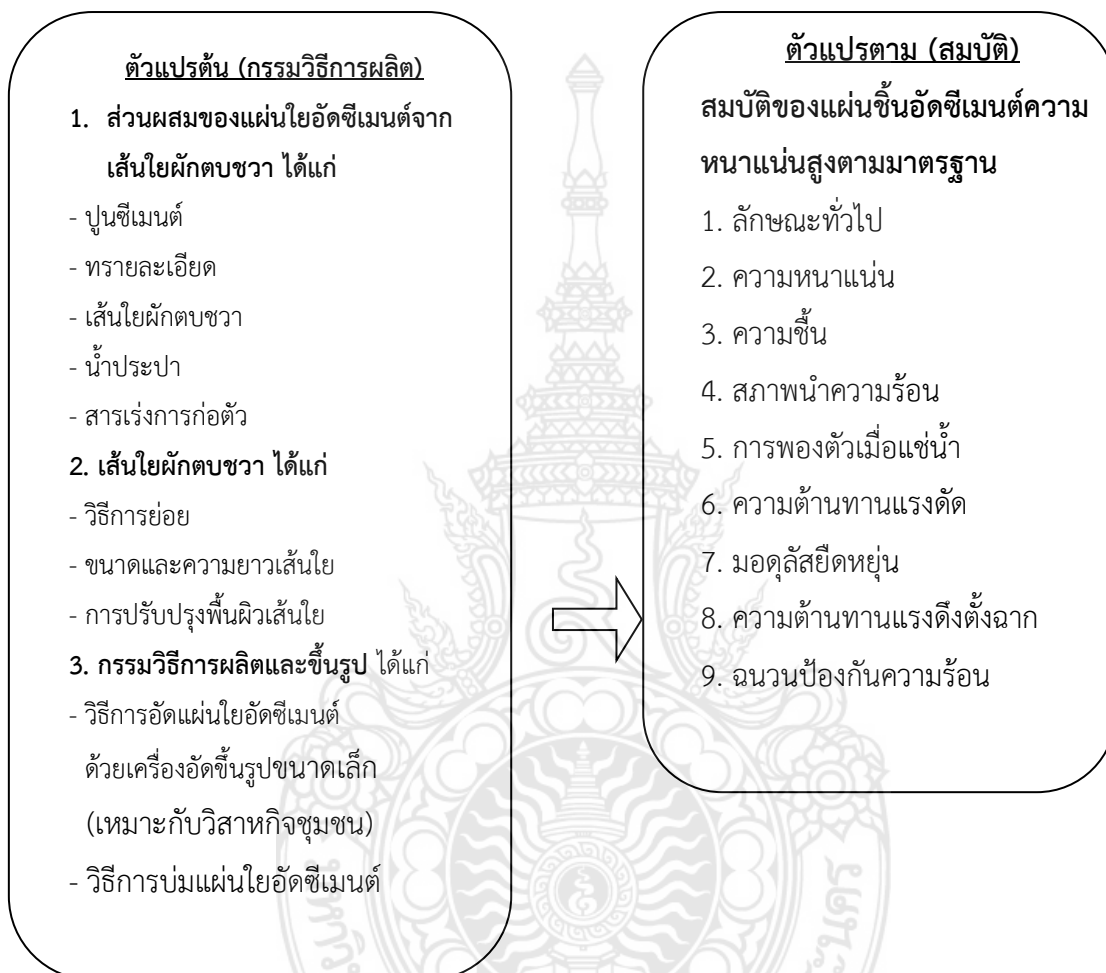 ตัวแปรต้น (กรรมวิธีการผลิต)
1. ส่วนผสมของแผ่นใยอัดซีเมนต์จาก
เส้นใยผักตบชวา ได้แก่
- ปูนซีเมนต์
- ทรายละเอียด
- เส้นใยผักตบชวา
- น้ำประปา
- สารเร่งการก่อตัว
2. เส้นใยผักตบชวา ได้แก่
- วิธีการย่อย
- ขนาดและความยาวเส้นใย
- การปรับปรุงพื้นผิวเส้นใย
3. กรรมวิธีการผลิตและขึ้นรูป ได้แก่
- วิธีการอัดแผ่นใยอัดซีเมนต์
ด้วยเครื่องอัดขึ้นรูปขนาดเล็ก
(เหมาะกับวิสาหกิจชุมชน)
- วิธีการบ่มแผ่นใยอัดซีเมนต์
ตัวแปรตาม (สมบัติ)
สมบัติของแผ่นชิ้นอัดซีเมนต์ความ
หนาแน่นสูงตามมาตรฐาน
1. ลักษณะทั่วไป
2. ความหนาแน่น
3. ความชื้น
4. สภาพนำความร้อน
5. การพองตัวเมื่อแช่น้ำ
6. ความต้านทานแรงดัด
7. มอดุลัสยืดหยุ่น
8. ความต้านทานแรงดึงตั้งฉาก
9. ฉนวนป้องกันความร้อน